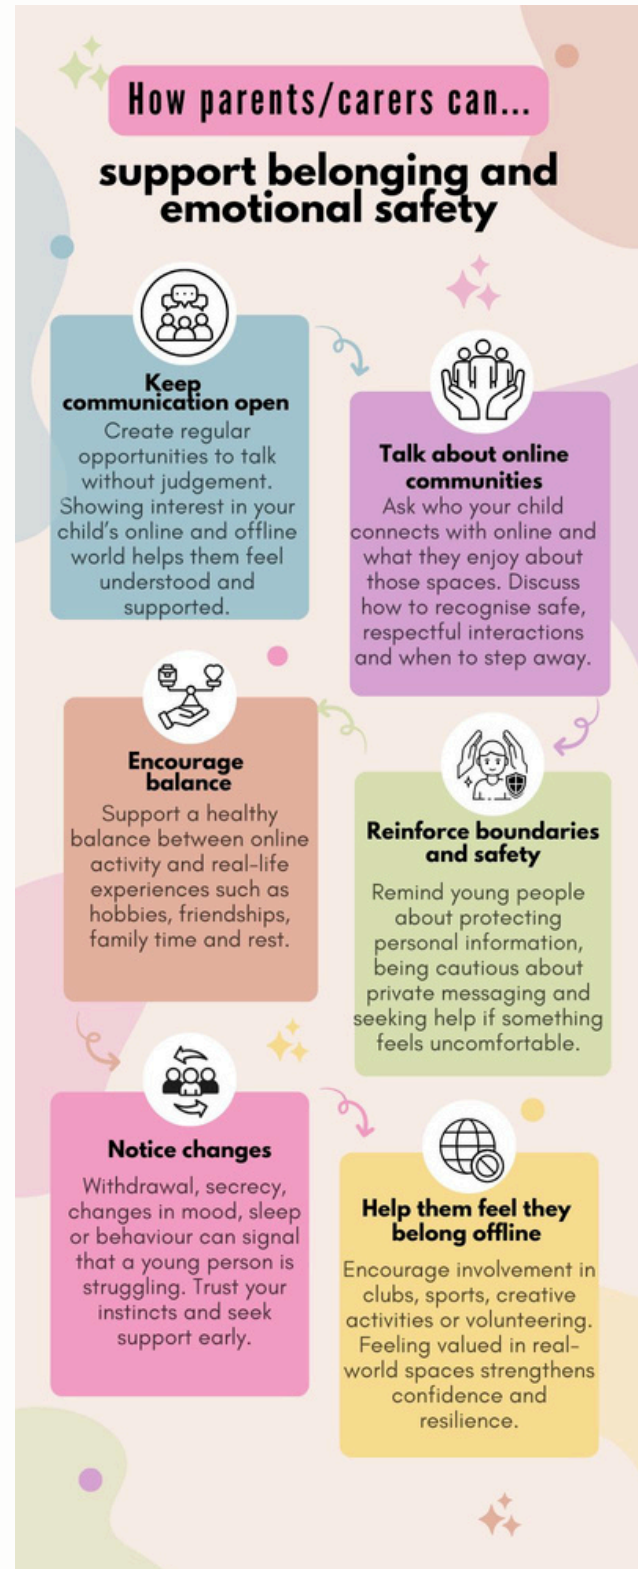 How parents/carers can...
support belonging and
emotional safety
Keep
communication open
Create regular
opportunities to talk
without judgement.
Showing interest in your
child's online and offline
world helps them feel
understood and
supported.
Talk about online
communities
Ask who your child
connects with online and
what they enjoy about
those spaces. Discuss
how to recognise safe,
respectful interactions
and when to step away.
Encourage
balance
Support a healthy
balance between online
activity and real-life
experiences such as
hobbies, friendships,
family time and rest.
Reinforce boundaries
and safety
Remind young people
about protecting
personal information,
being cautious about
private messaging and
seeking help if something
feels uncomfortable.
Notice changes
Withdrawal, secrecy,
changes in mood, sleep
or behaviour can signal
that a young person is
struggling. Trust your
instincts and seek
support early.
Help them feel they
belong offline
Encourage involvement in
clubs, sports, creative
activities or volunteering.
Feeling valued in real-
world spaces strengthens
confidence and
resilience.